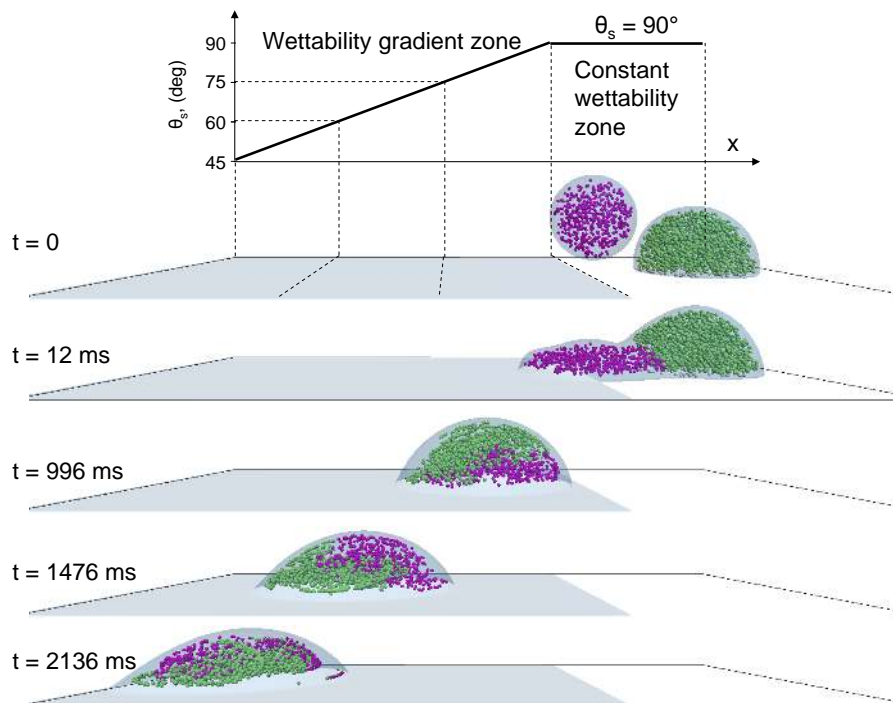 Wettability gradient zone
θs = 90°
Constant
wettability
zone
θs, (deg)
90
75
60
45
x
t = 0
t = 12 ms
t = 996 ms
t = 1476 ms
t = 2136 ms